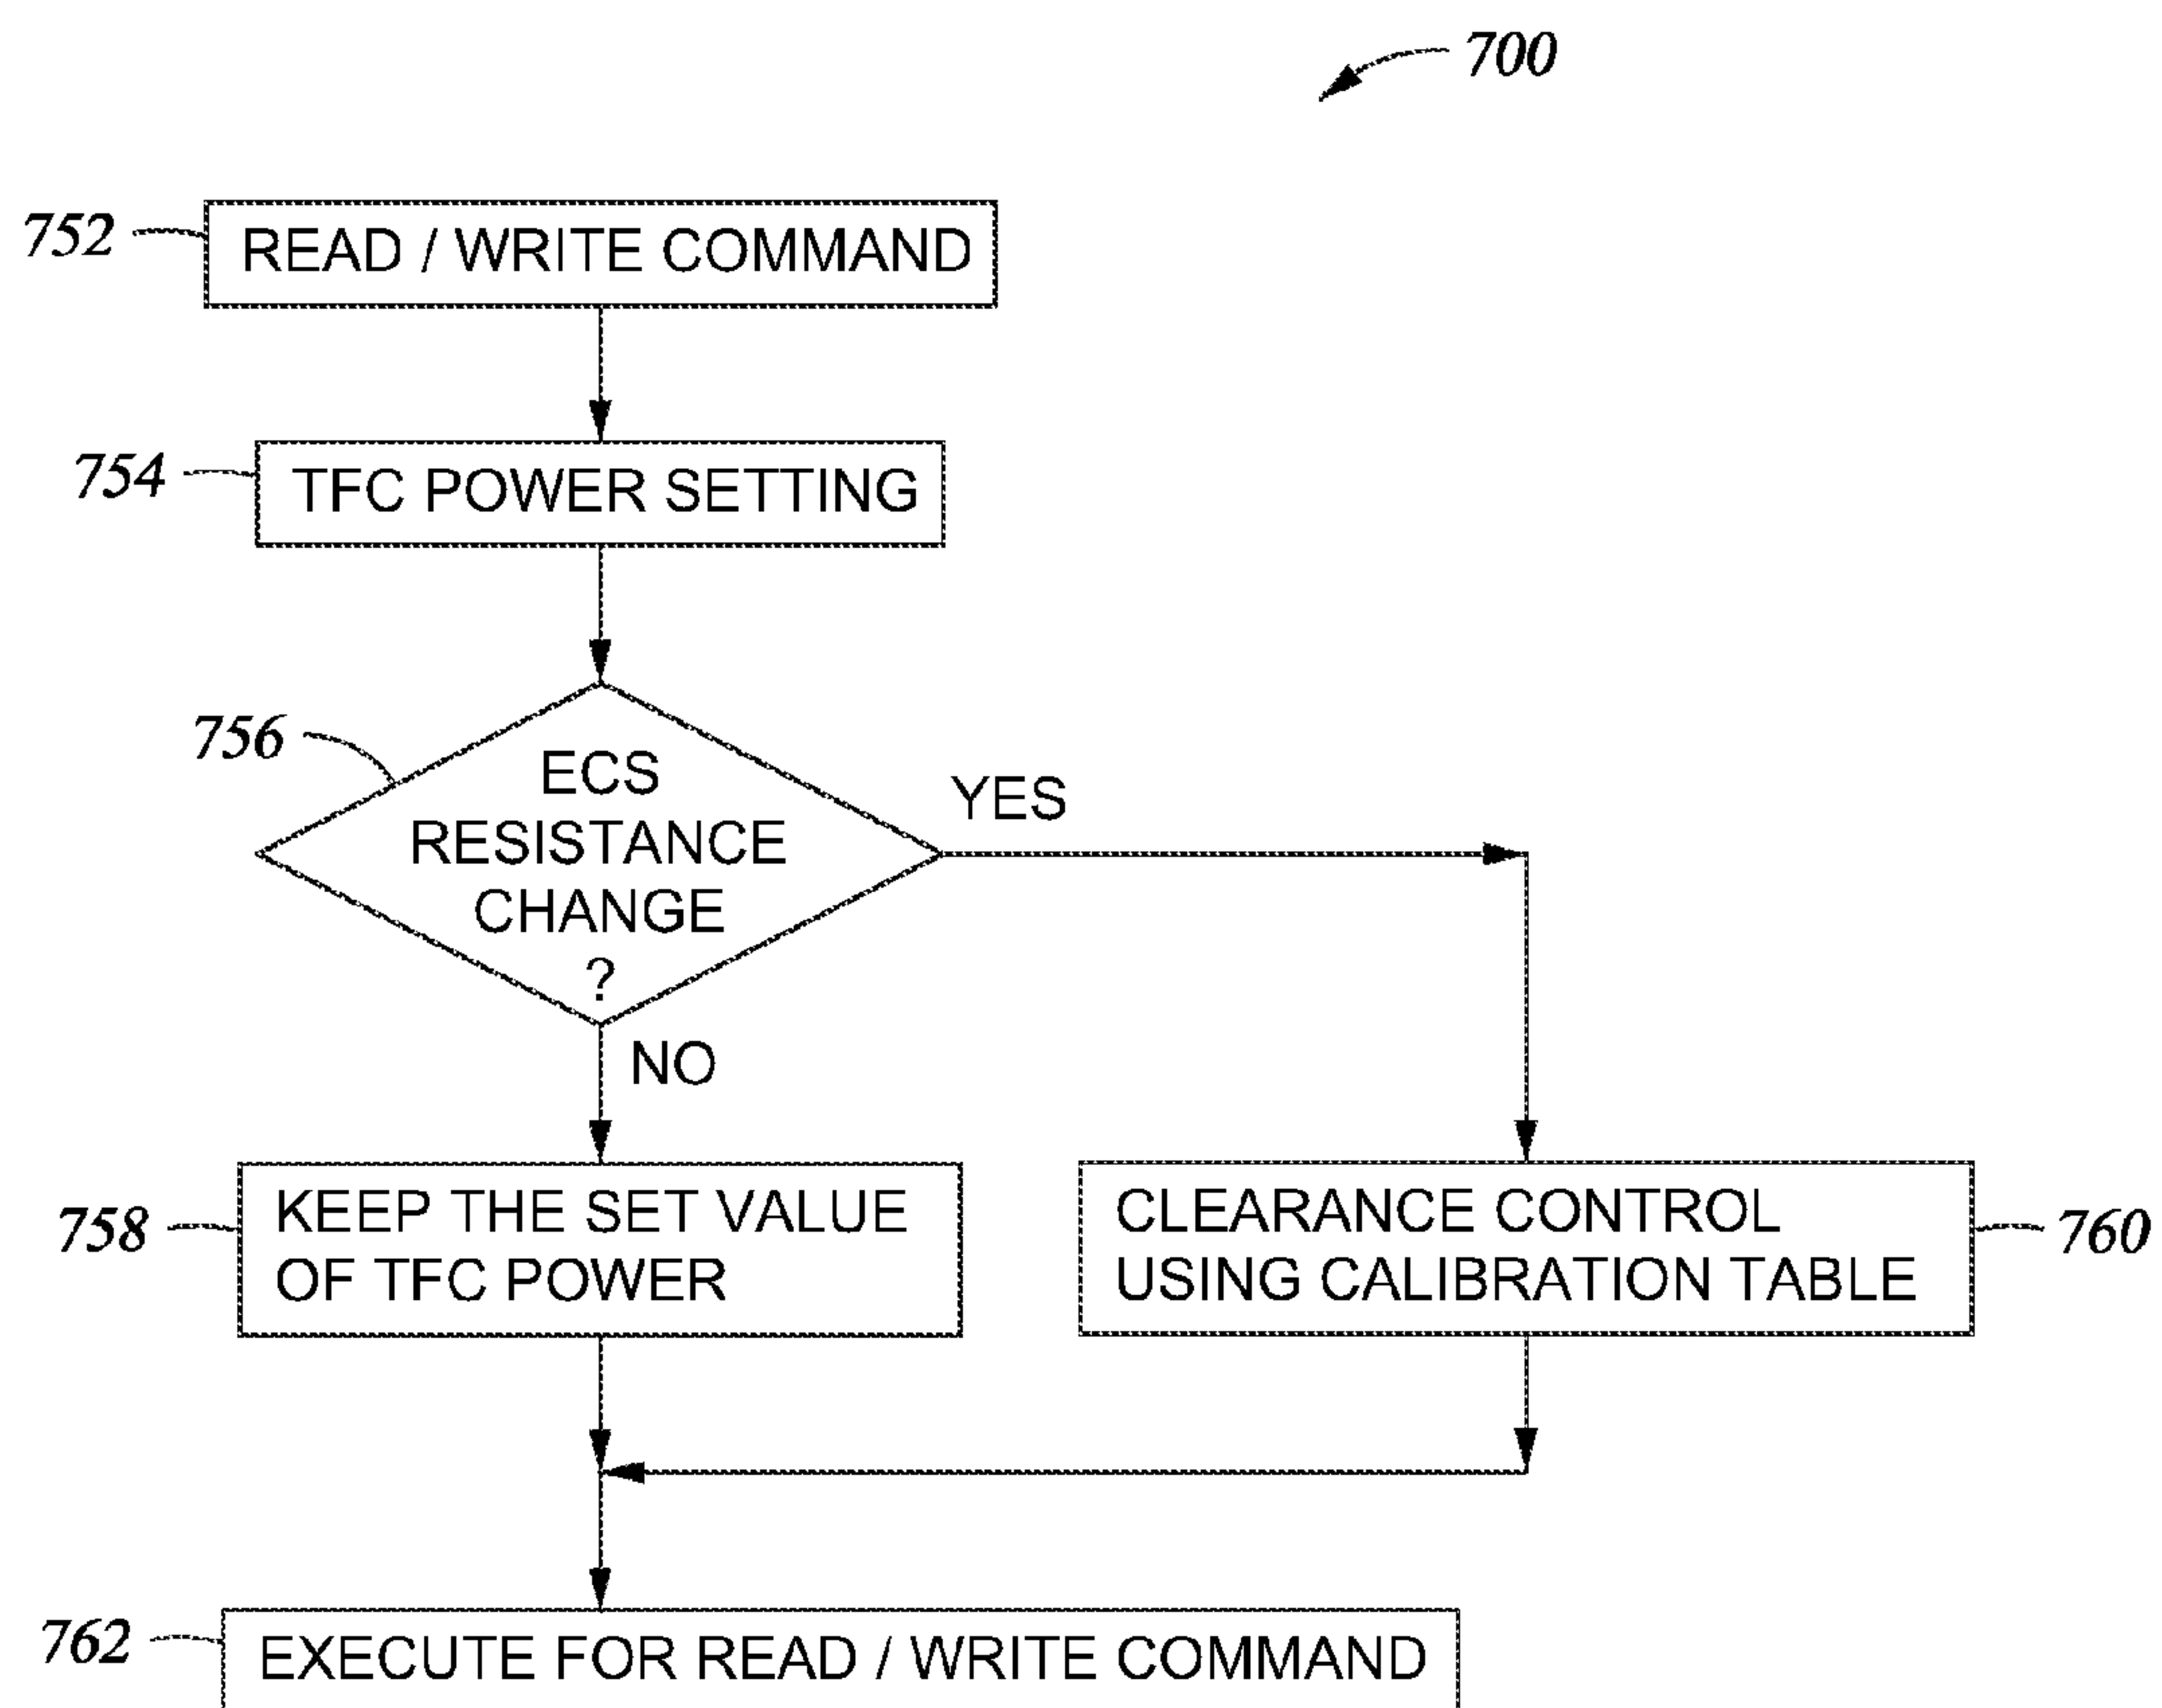 700
752
READ / WRITE COMMAND
754
TFC POWER SETTING
756
ECS
RESISTANCE
CHANGE
?
YES
NO
758
KEEP THE SET VALUE
OF TFC POWER
CLEARANCE CONTROL
USING CALIBRATION TABLE
760
762
EXECUTE FOR READ / WRITE COMMAND